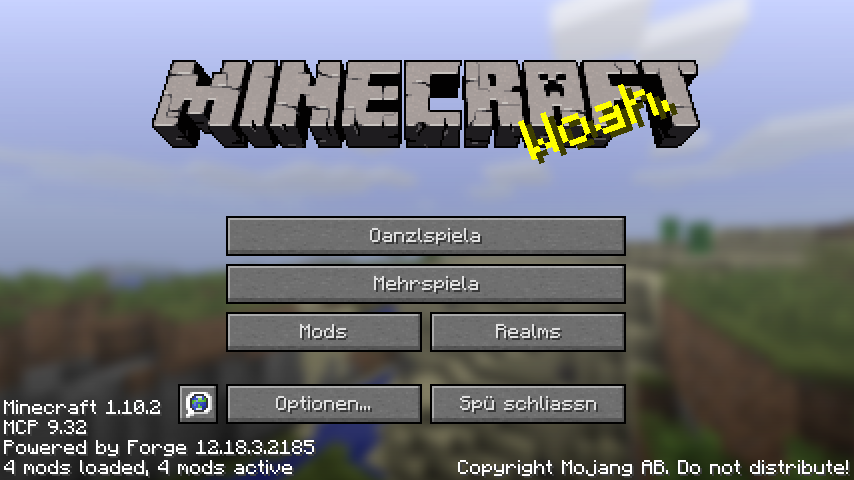 MINECRAFT
Woah.
Oanzlspiela
Mehrspiela
Mods
Realms
Optionen...
Spü schliassn
Minecraft 1.10.2
MCP 9.32
Powered by Forge 12.18.3.2185
4 mods loaded, 4 mods active
Copyright Mojang AB. Do not distribute!